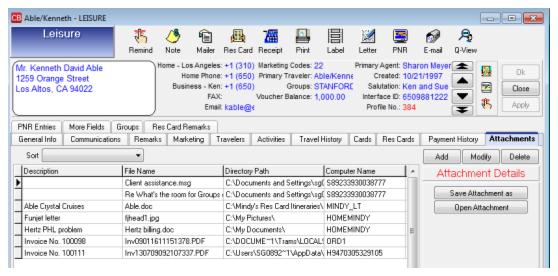 CB Able/Kenneth - LEISURE
Leisure
Remind Note Mailer Res Card Receipt Print Label Letter PNR E-mail Q-View
Mr. Kenneth David Able
1259 Orange Street
Los Altos, CA 94022
Home - Los Angeles: +1 (310) Marketing Codes: 22 Primary Agent: Sharon Meyer
Home Phone: +1 (650) Primary Traveler: Able/Kenne Created: 10/21/1997
Business - Ken: +1 (650) Groups: STANFORD Salutation: Ken and Sue
FAX: Voucher Balance: 1,000.00 Interface ID: 6509881222
Email: kable@e Profile No.: 384
Ok
Close
Apply
PNR Entries More Fields Groups Res Card Remarks
General Info Communications Remarks Marketing Travelers Activities Travel History Cards Res Cards Payment History Attachments
Sort
Add Modify Delete
Description File Name Directory Path Computer Name
Attachment Details
Client assistance.msg C:\Documents and Settings\sg( S89233930038777
Re What's the room for Groups C:\Documents and Settings\sg( S89233930038777
Able Crystal Cruises Able.doc C:\Mindy's Res Card Itineraries\ MINDY_LT
Funjet letter fjhead1.jpg C:\My Pictures\ HOMEMINDY
Hertz PHL problem Hertz billing.doc C:\My Documents\ HOMEMINDY
Invoice No. 100098 Inv09011611151378.PDF C:\DOCUME~1\Trams\LOCALS ORD1
Invoice No. 100111 Inv130709092107337.PDF C:\Users\SG0892~1\AppData\ H9470305329105
Save Attachment as
Open Attachment